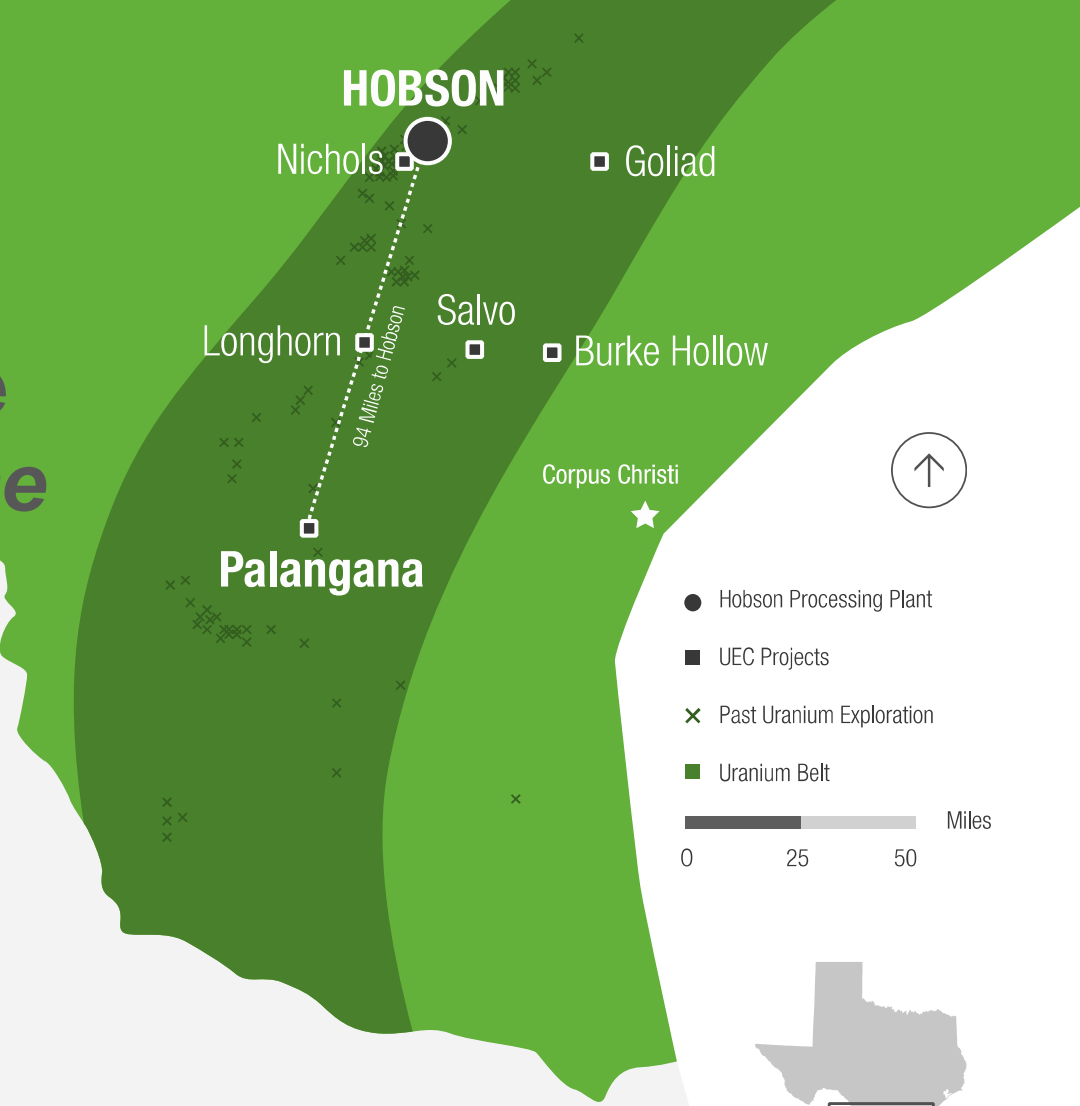 HOBSON
Nichols
Goliad
Salvo
Longhorn
Burke Hollow
94 Miles to Hobson
Corpus Christi
Palangana
Hobson Processing Plant
UEC Projects
Past Uranium Exploration
Uranium Belt
Miles
0 25 50